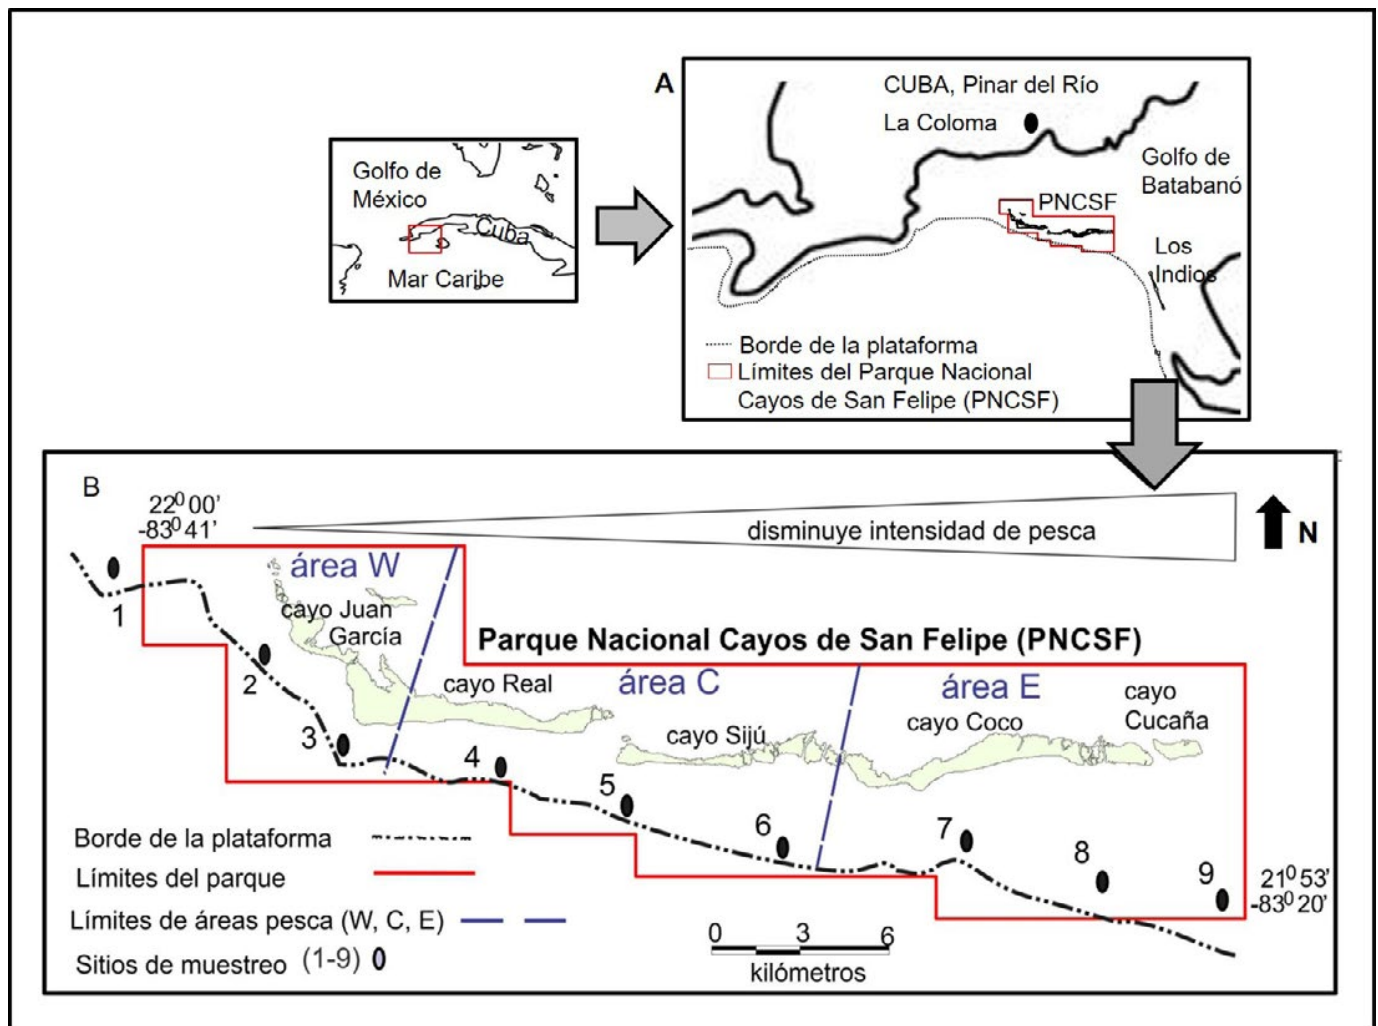 A
CUBA, Pinar del Río
La Coloma
Golfo de
Batabanó
PNCSF
Los
Indios
Borde de la plataforma
Límites del Parque Nacional
Cayos de San Felipe (PNCSF)
Golfo de
México
Cuba
Mar Caribe
B
22⁰ 00’
-83⁰ 41’
disminuye intensidad de pesca
N
área W
1
cayo Juan
García
Parque Nacional Cayos de San Felipe (PNCSF)
2
cayo Real
área C
área E
cayo
Cucaña
cayo Coco
3
cayo Sijú
4
5
6
7
8
9
21⁰ 53’
-83⁰ 20’
Borde de la plataforma
Límites del parque
Límites de áreas pesca (W, C, E)
Sitios de muestreo (1-9)
0 3 6
kilómetros